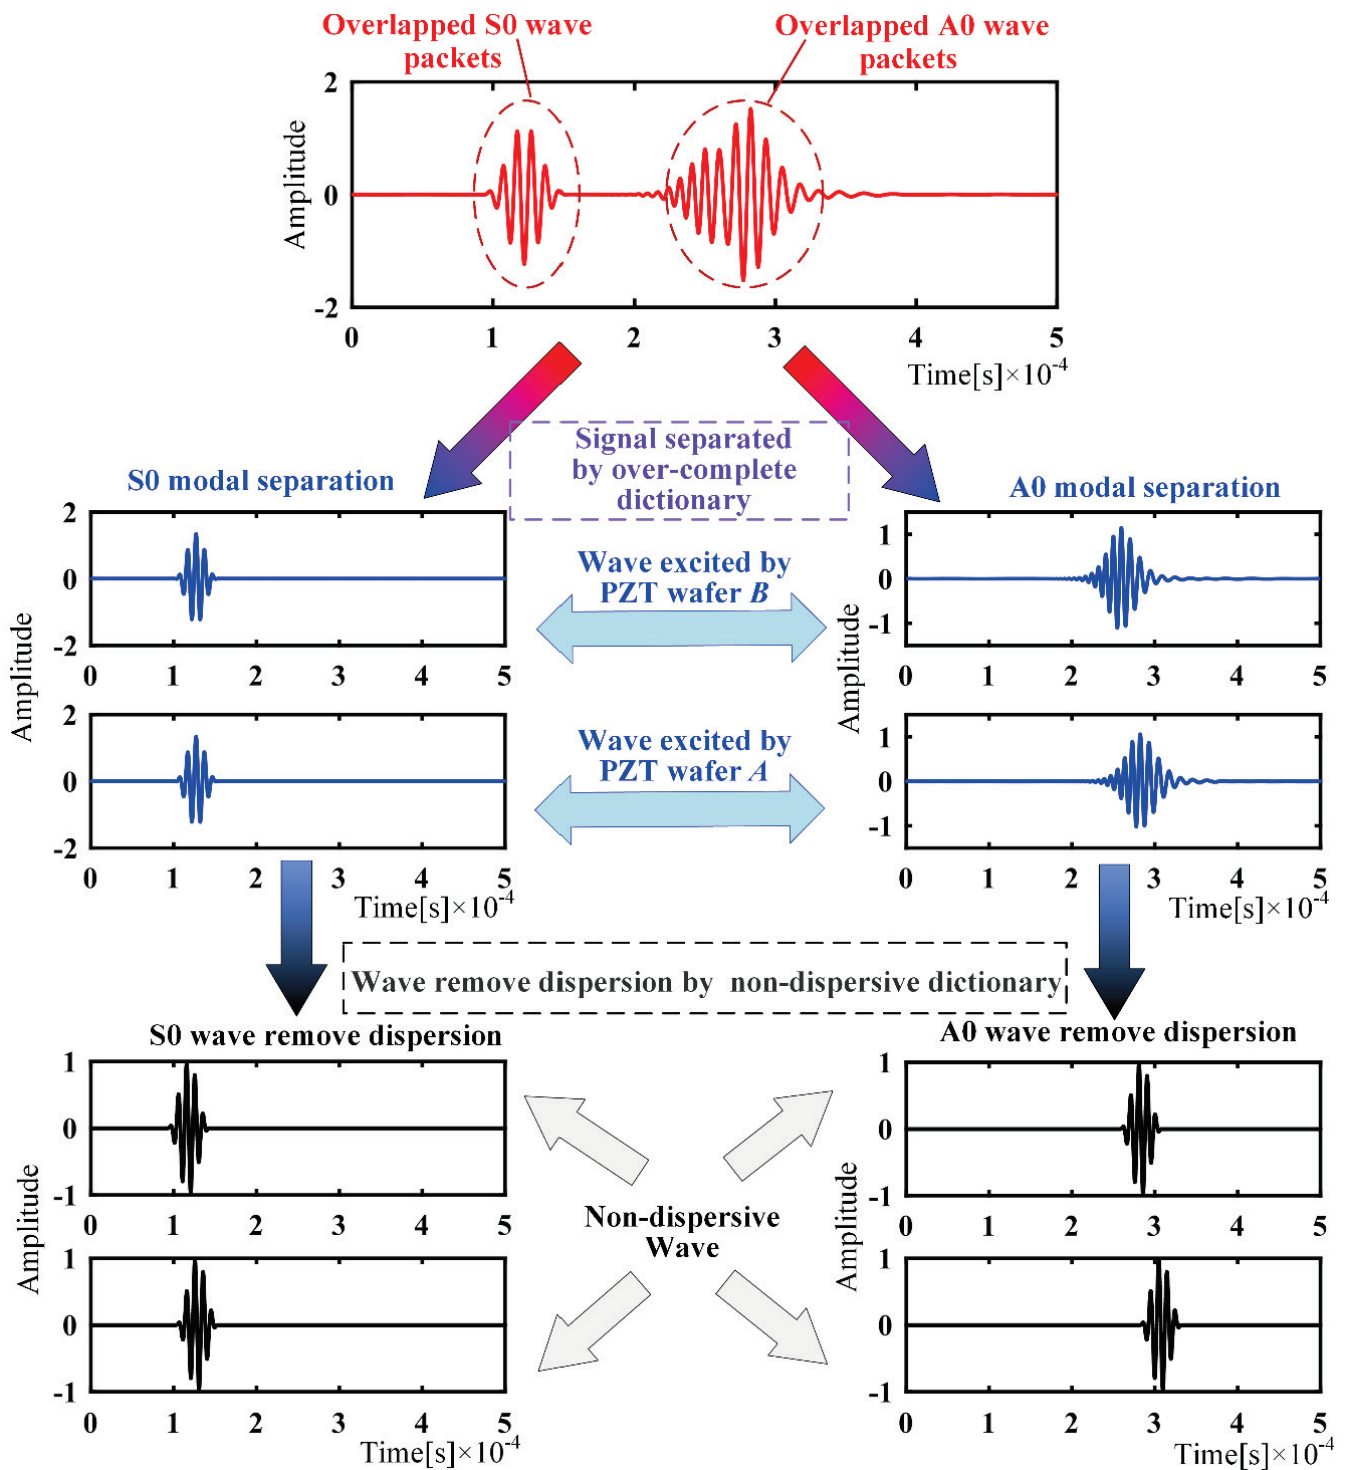 Overlapped S0 wave
packets
Overlapped A0 wave
packets
2
0
-2
Amplitude
0 1 2 3 4 5
Time[s]×10⁻⁴
Signal separated
by over-complete
dictionary
S0 modal separation
A0 modal separation
2
0
-2
0 1 2 3 4 5
Wave excited by
PZT wafer B
1
0
-1
0 1 2 3 4 5
Amplitude
Amplitude
2
0
-2
0 1 2 3 4 5
Time[s]×10⁻⁴
Wave excited by
PZT wafer A
1
0
-1
0 1 2 3 4 5
Time[s]×10⁻⁴
Wave remove dispersion by non-dispersive dictionary
S0 wave remove dispersion
A0 wave remove dispersion
1
0
-1
0 1 2 3 4 5
1
0
-1
0 1 2 3 4 5
Amplitude
Non-dispersive
Wave
Amplitude
1
0
-1
0 1 2 3 4 5
Time[s]×10⁻⁴
1
0
-1
0 1 2 3 4 5
Time[s]×10⁻⁴